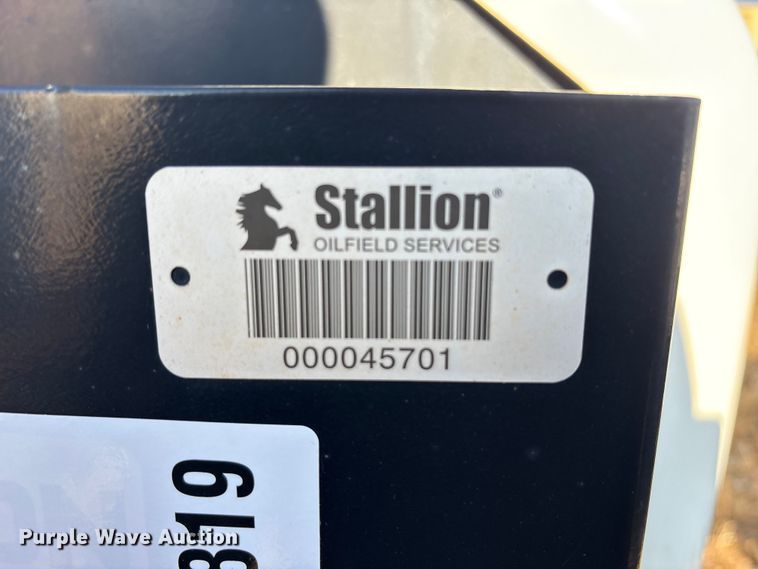 Stallion®
OILFIELD SERVICES
000045701
819
Purple Wave Auction